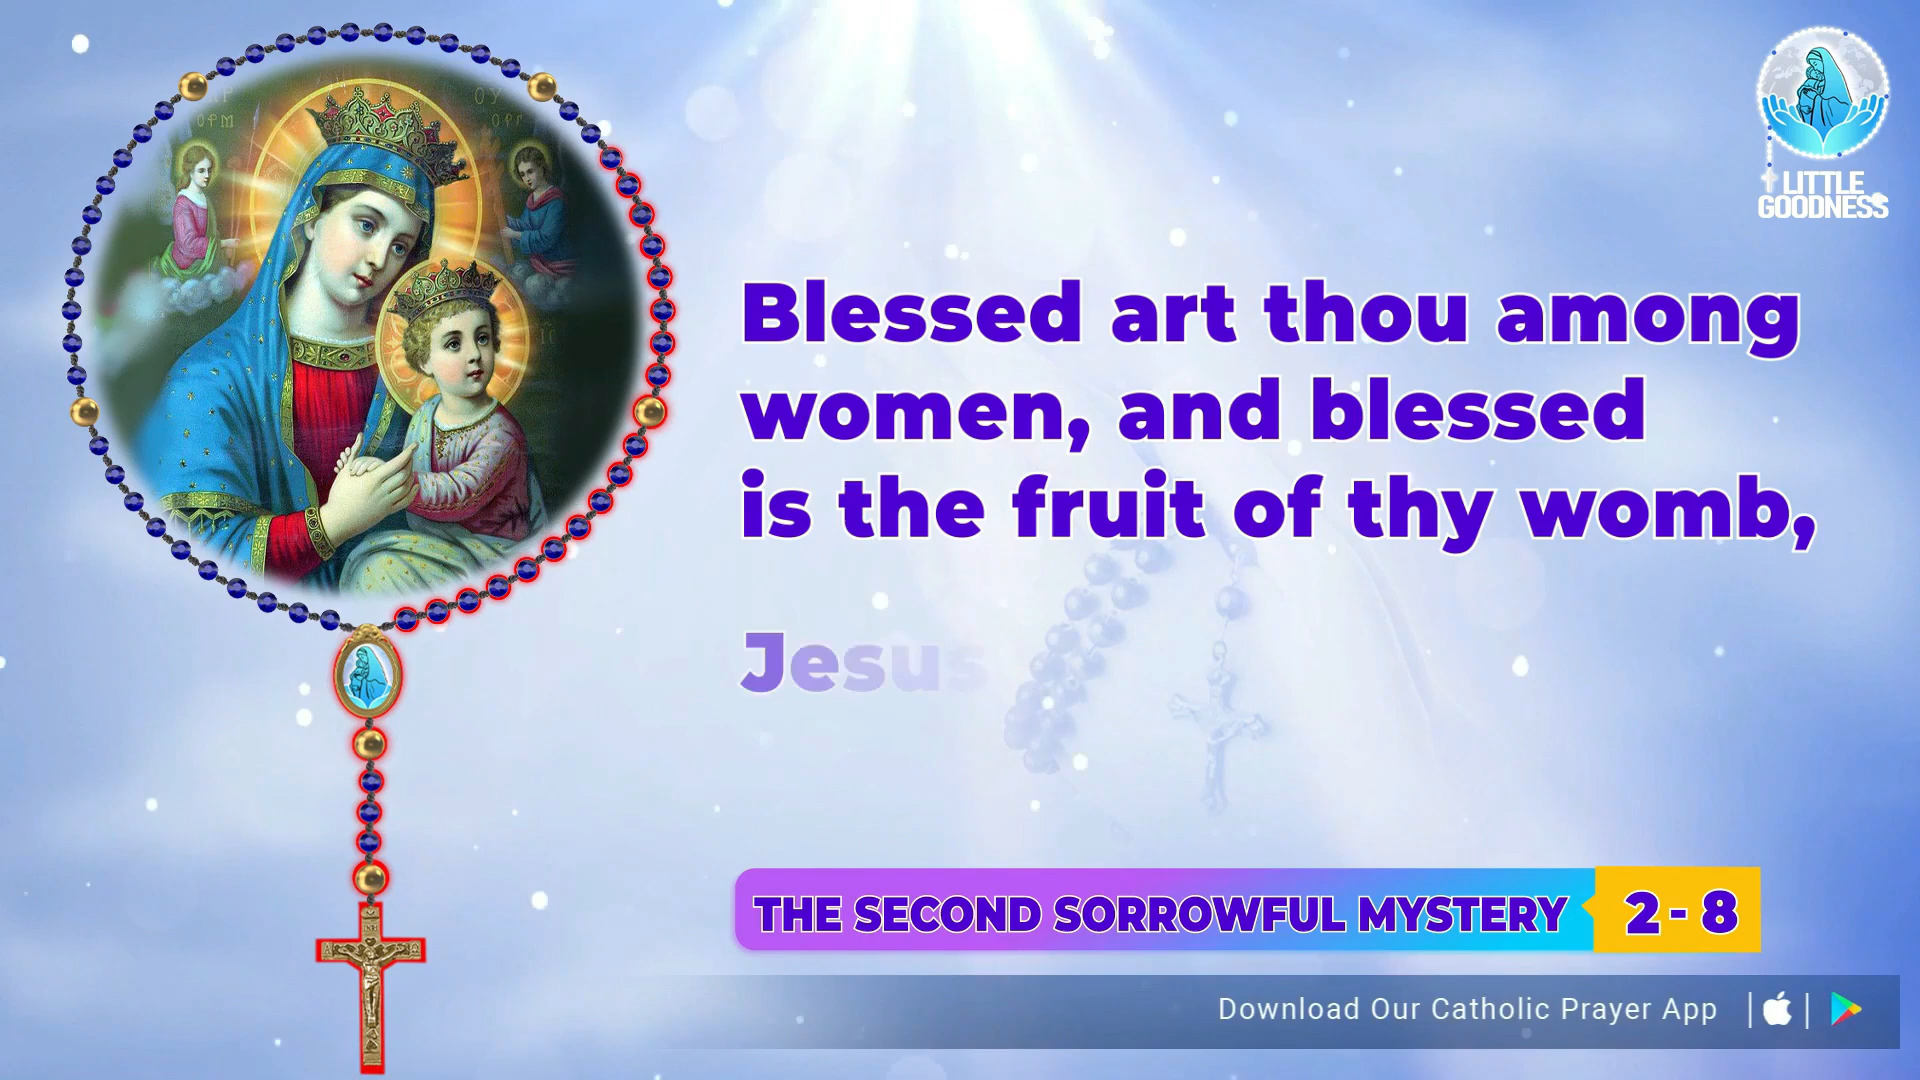 LITTLE
GOODNESS
Blessed art thou among
women, and blessed
is the fruit of thy womb,
Jesus
THE SECOND SORROWFUL MYSTERY 2 - 8
Download Our Catholic Prayer App